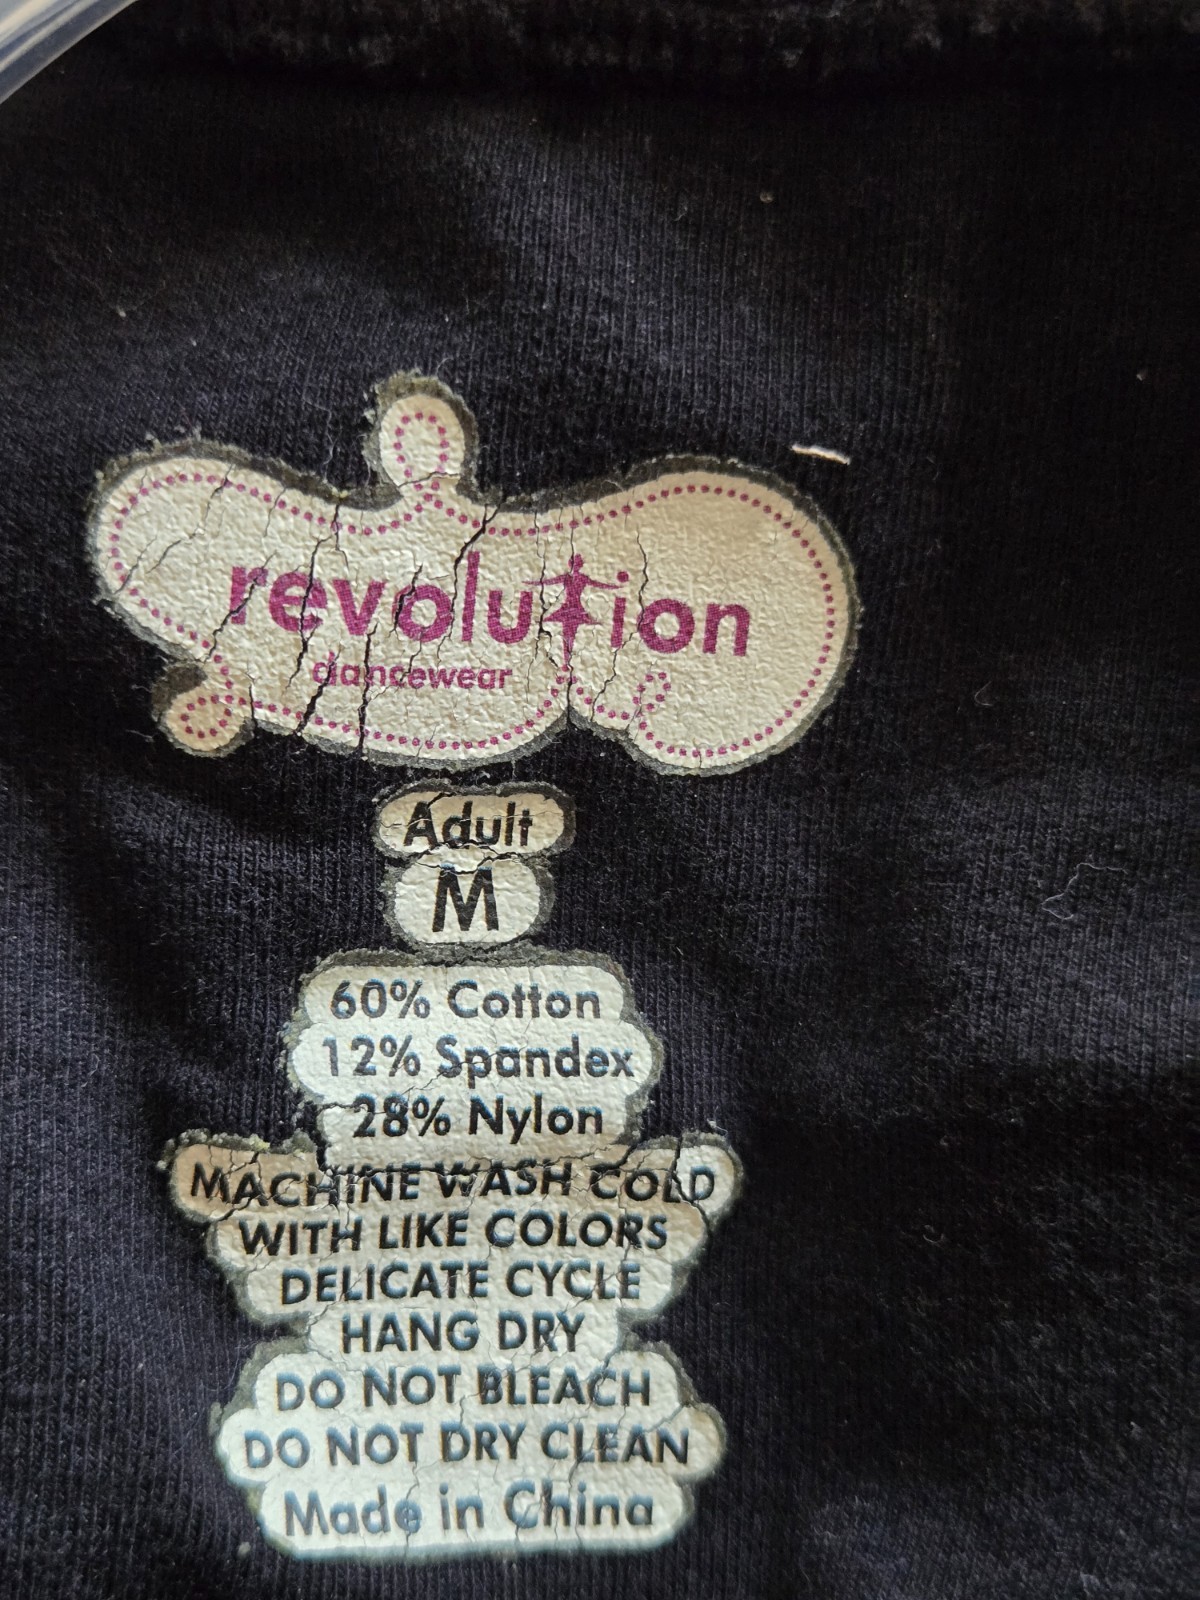 revolution
dancewear
Adult
M
60% Cotton
12% Spandex
28% Nylon
MACHINE WASH COLD
WITH LIKE COLORS
DELICATE CYCLE
HANG DRY
DO NOT BLEACH
DO NOT DRY CLEAN
Made in China